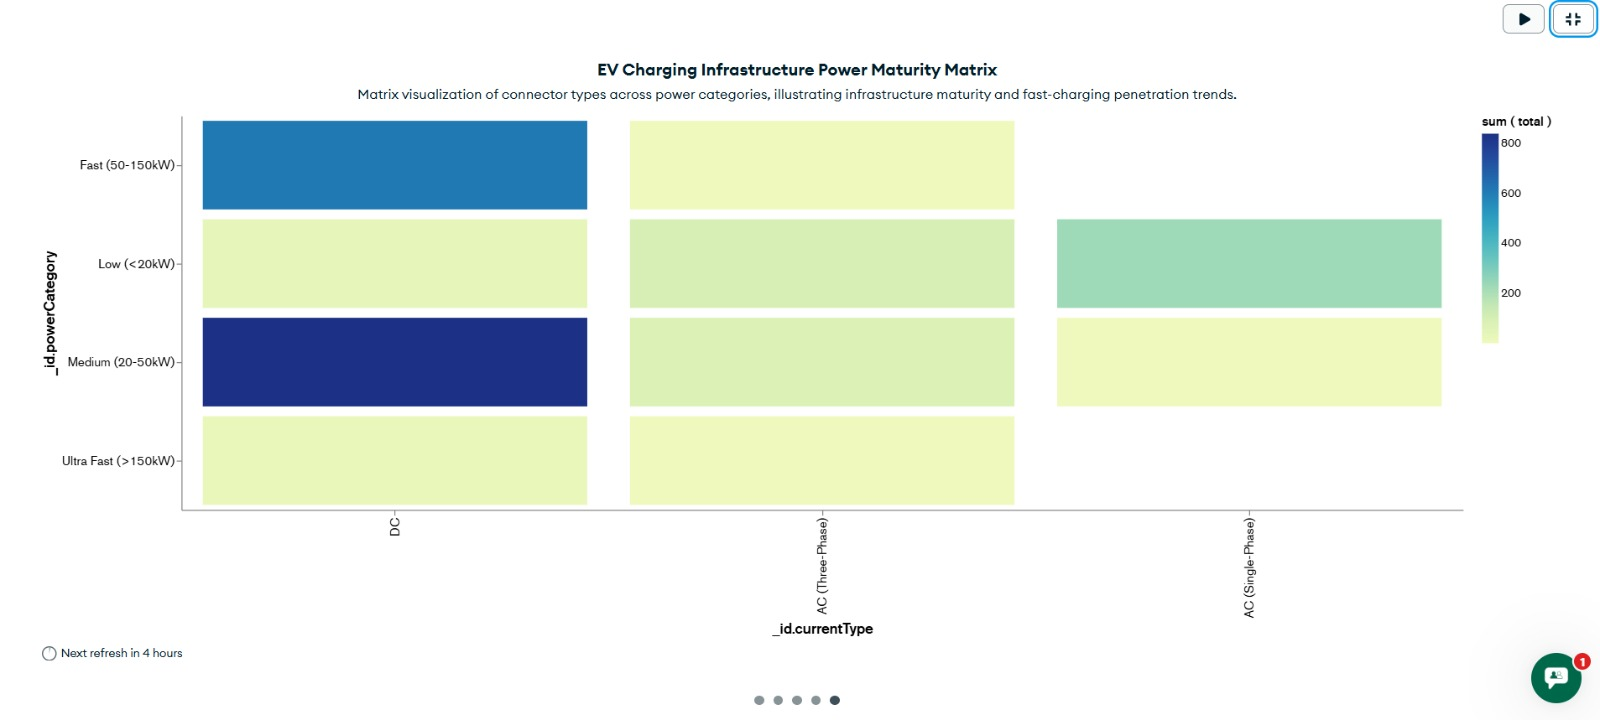 EV Charging Infrastructure Power Maturity Matrix
Matrix visualization of connector types across power categories, illustrating infrastructure maturity and fast-charging penetration trends.
sum ( total )
800
600
400
200
_id.powerCategory
Fast (50-150kW)
Low (<20kW)
Medium (20-50kW)
Ultra Fast (>150kW)
DC
AC (Three-Phase)
AC (Single-Phase)
_id.currentType
Next refresh in 4 hours
1